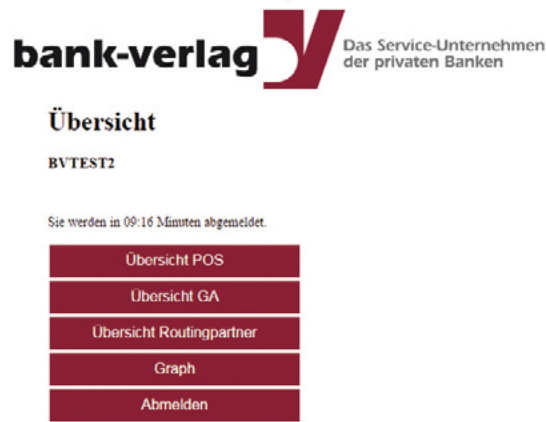 bank-verlag
Das Service-Unternehmen
der privaten Banken
Übersicht
BVTEST2
Sie werden in 09:16 Minuten abgemeldet.
Übersicht POS
Übersicht GA
Übersicht Routingpartner
Graph
Abmelden